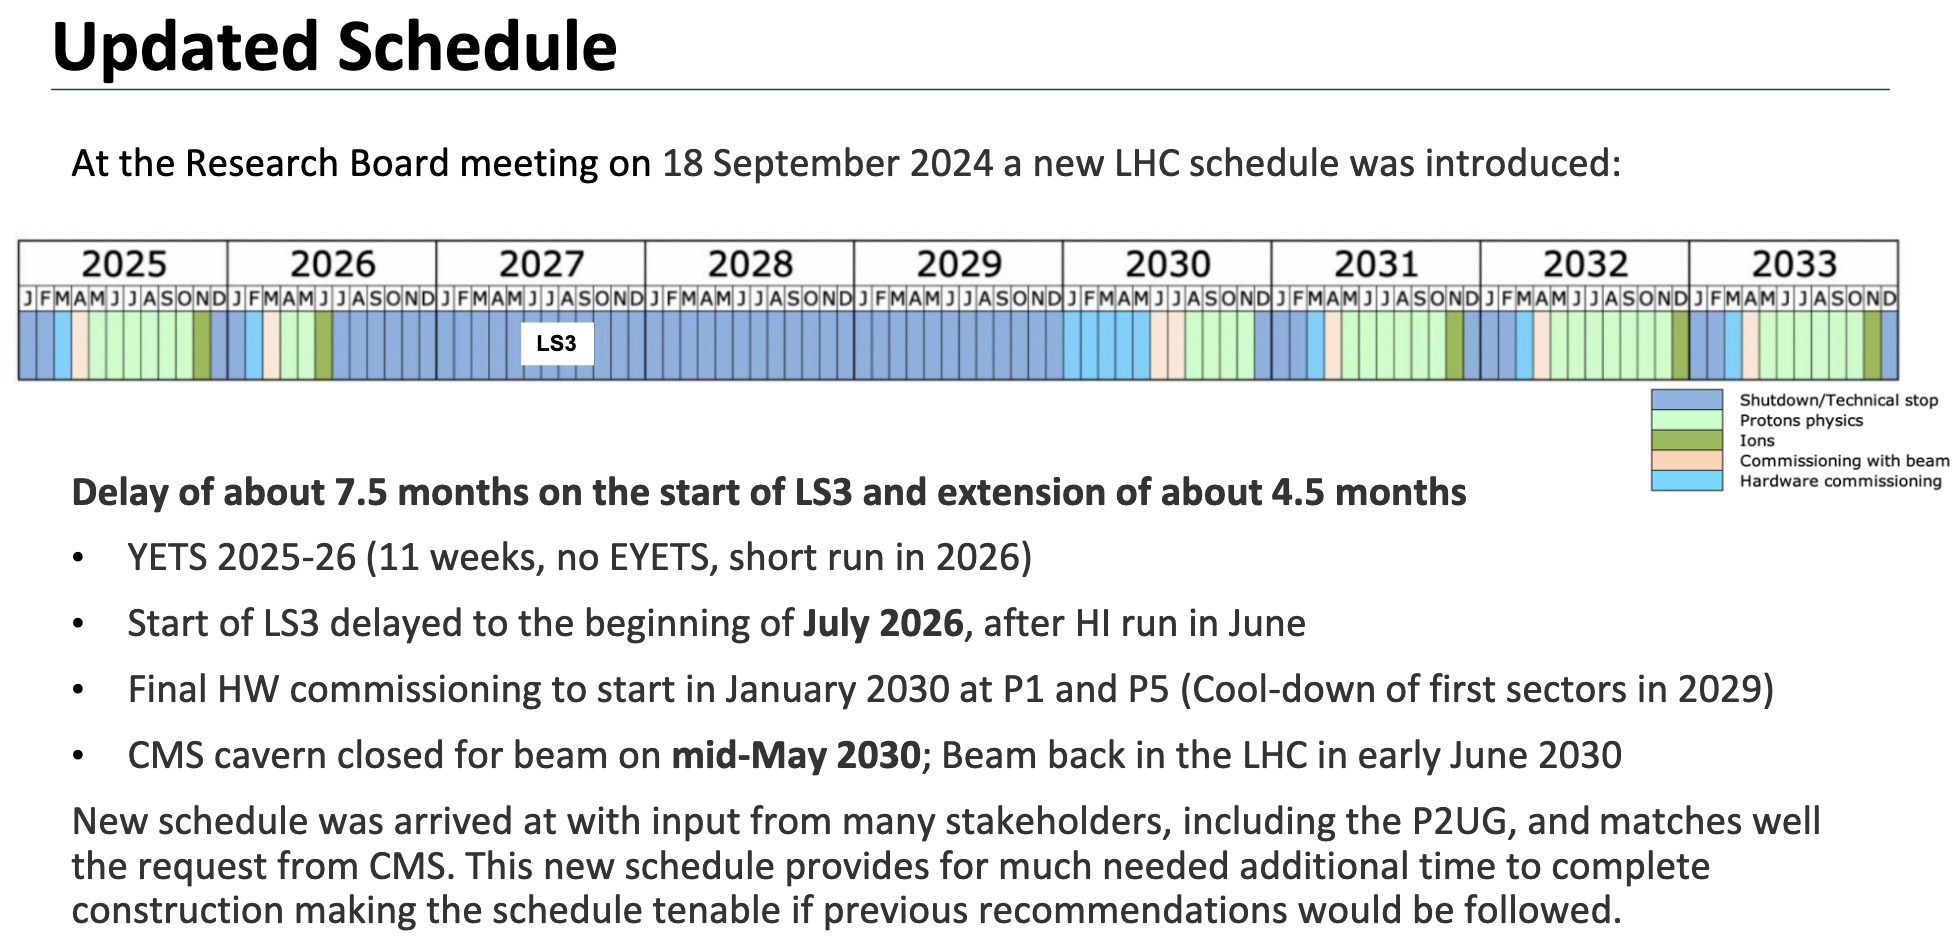 Updated Schedule
At the Research Board meeting on 18 September 2024 a new LHC schedule was introduced:
2025 2026 2027 2028 2029 2030 2031 2032 2033
J F M A M J J A S O N D J F M A M J J A S O N D J F M A M J J A S O N D J F M A M J J A S O N D J F M A M J J A S O N D J F M A M J J A S O N D J F M A M J J A S O N D J F M A M J J A S O N D J F M A M J J A S O N D
LS3
Shutdown/Technical stop
Protons physics
Ions
Commissioning with beam
Hardware commissioning
Delay of about 7.5 months on the start of LS3 and extension of about 4.5 months
• YETS 2025-26 (11 weeks, no EYETS, short run in 2026)
• Start of LS3 delayed to the beginning of July 2026, after HI run in June
• Final HW commissioning to start in January 2030 at P1 and P5 (Cool-down of first sectors in 2029)
• CMS cavern closed for beam on mid-May 2030; Beam back in the LHC in early June 2030
New schedule was arrived at with input from many stakeholders, including the P2UG, and matches well
the request from CMS. This new schedule provides for much needed additional time to complete
construction making the schedule tenable if previous recommendations would be followed.